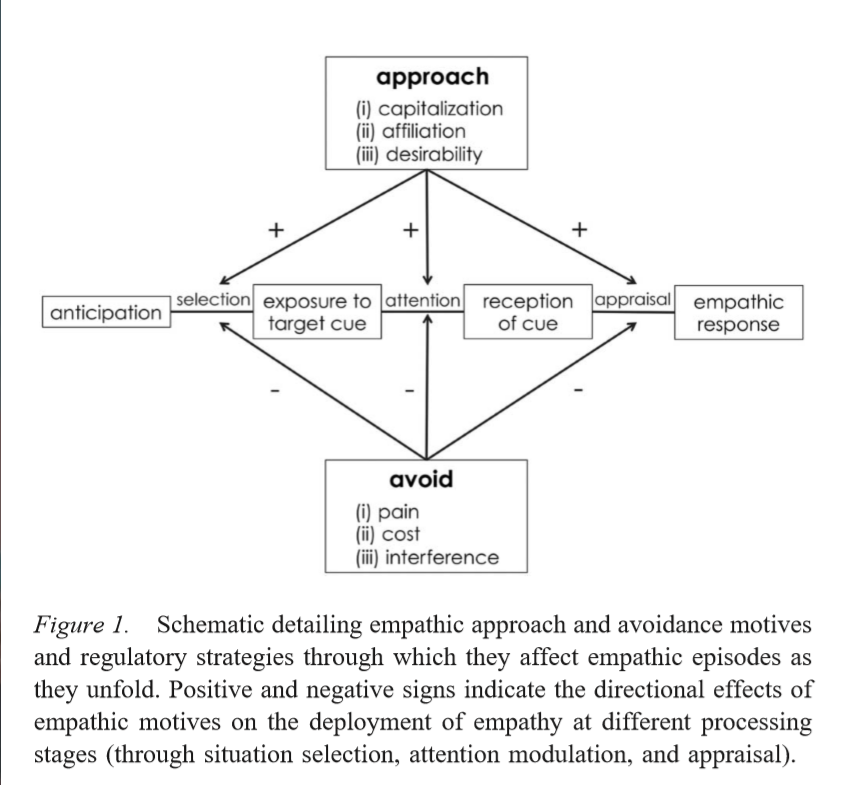 approach
(i) capitalization
(ii) affiliation
(iii) desirability
+
+
+
anticipation
selection
exposure to
target cue
attention
reception
of cue
appraisal
empathic
response
-
-
-
avoid
(i) pain
(ii) cost
(iii) interference
Figure 1. Schematic detailing empathic approach and avoidance motives
and regulatory strategies through which they affect empathic episodes as
they unfold. Positive and negative signs indicate the directional effects of
empathic motives on the deployment of empathy at different processing
stages (through situation selection, attention modulation, and appraisal).